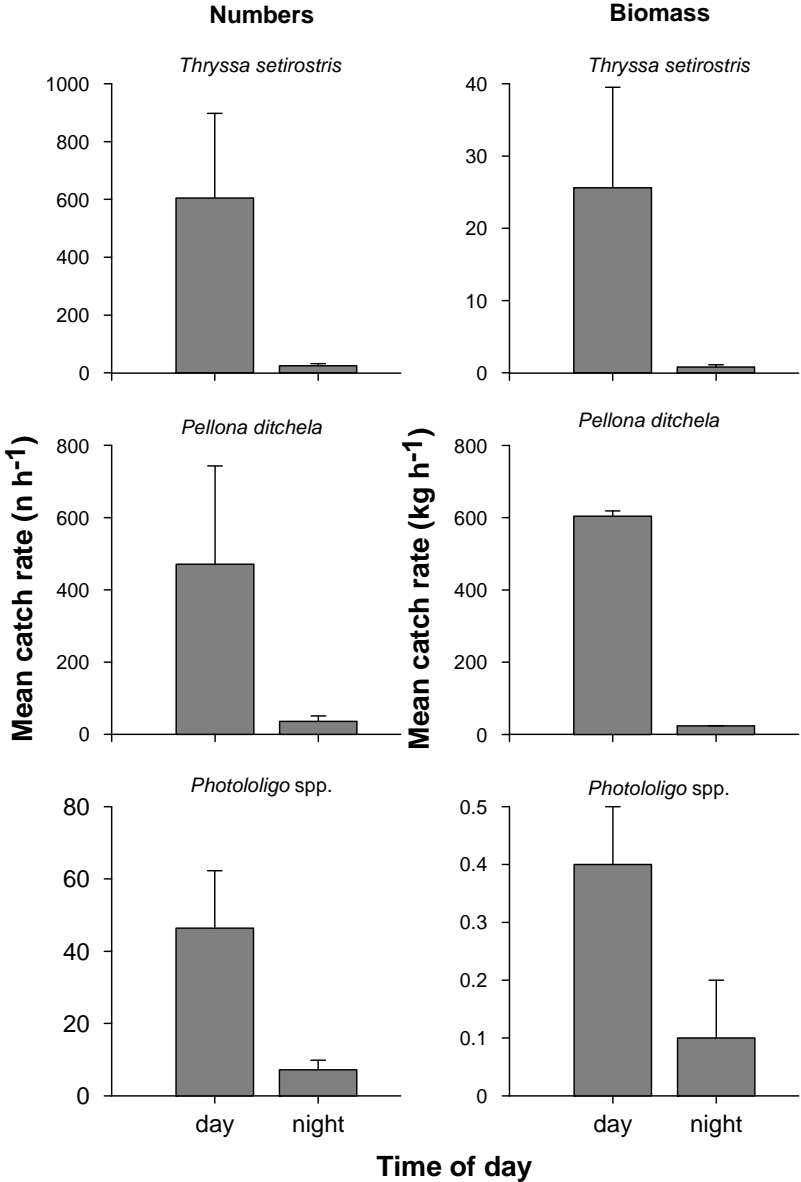 Numbers
Biomass
Thryssa setirostris
Thryssa setirostris
1000
800
600
400
200
0
40
30
20
10
0
Mean catch rate (n h-1)
Pellona ditchela
800
600
400
200
0
Mean catch rate (kg h-1)
Pellona ditchela
800
600
400
200
0
Photololigo spp.
80
60
40
20
0
Photololigo spp.
0.5
0.4
0.3
0.2
0.1
0
day night
day night
Time of day